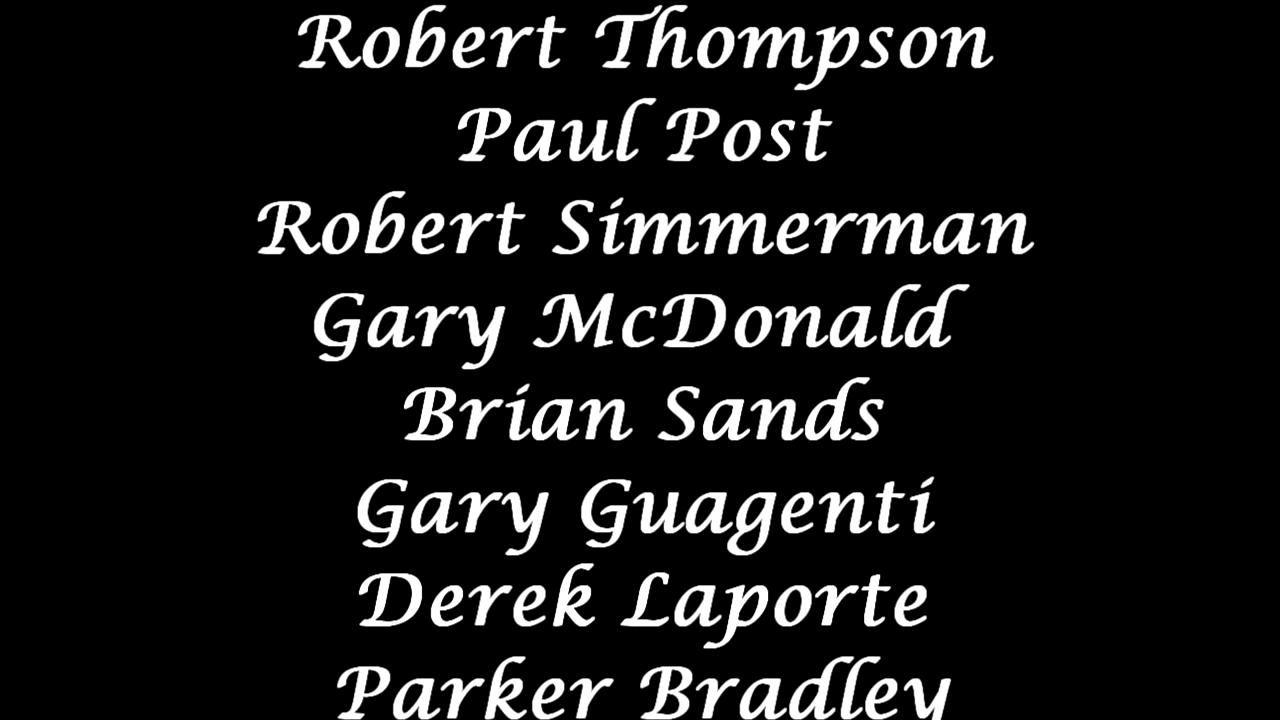 Robert Thompson
Paul Post
Robert Simmerman
Gary McDonald
Brian Sands
Gary Guagenti
Derek Laporte
Parker Bradley